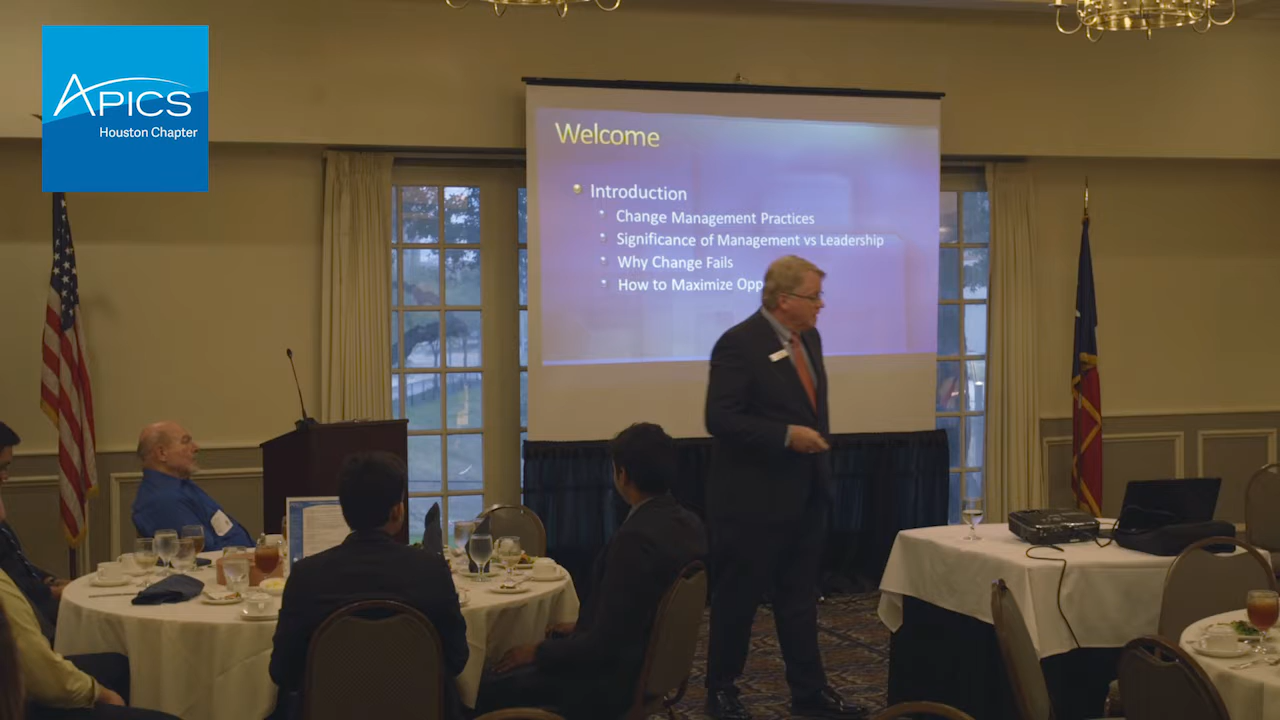 APICS
Houston Chapter
Welcome
Introduction
Change Management Practices
Significance of Management vs Leadership
Why Change Fails
How to Maximize Opp